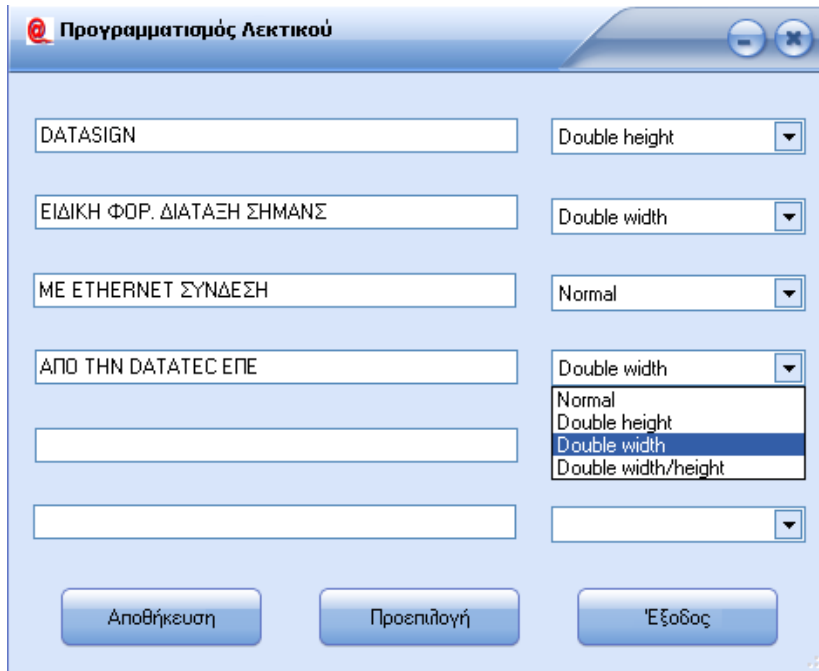 Προγραμματισμός Λεκτικού
DATASIGN
Double height
ΕΙΔΙΚΗ ΦΟΡ. ΔΙΑΤΑΞΗ ΣΗΜΑΝΣ
Double width
ΜΕ ETHERNET ΣΥΝΔΕΣΗ
Normal
ΑΠΟ ΤΗΝ DATATEC ΕΠΕ
Double width
Normal
Double height
Double width
Double width/height
Αποθήκευση
Προεπιλογή
Έξοδος